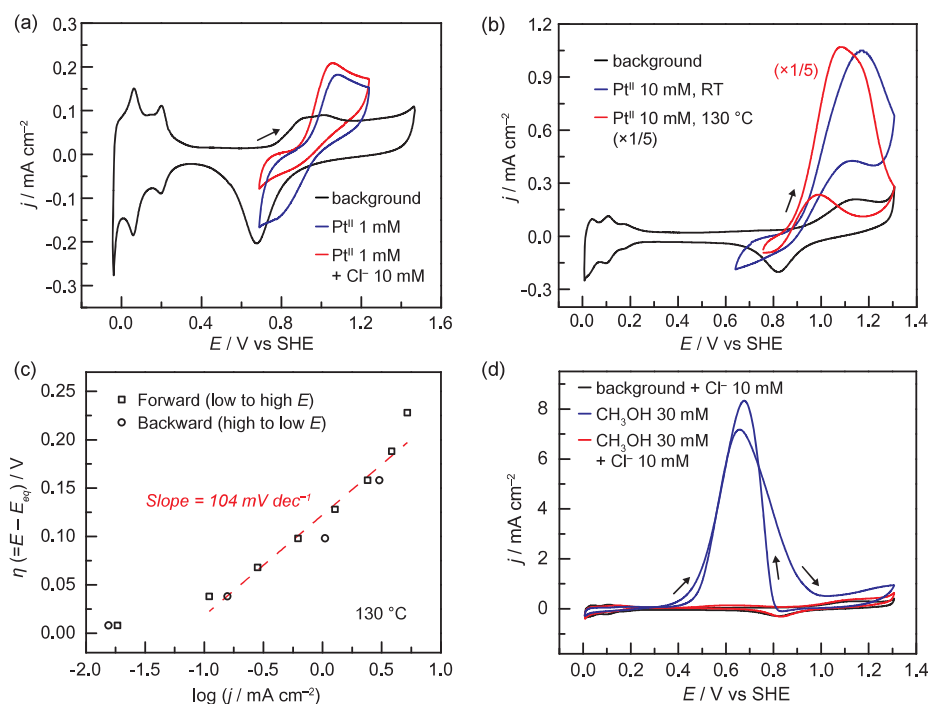 (a)
j / mA cm⁻²
0.3
0.2
0.1
0.0
-0.1
-0.2
-0.3
background
Ptᴵᴵ 1 mM
Ptᴵᴵ 1 mM
+ Cl⁻ 10 mM
0.0 0.4 0.8 1.2 1.6
E / V vs SHE
(b)
j / mA cm⁻²
1.2
0.9
0.6
0.3
0.0
-0.3
background
Ptᴵᴵ 10 mM, RT
Ptᴵᴵ 10 mM, 130 °C
(×1/5)
(×1/5)
0.0 0.2 0.4 0.6 0.8 1.0 1.2 1.4
E / V vs SHE
(c)
η (=E – Eeq) / V
0.25
0.20
0.15
0.10
0.05
0.00
Forward (low to high E)
Backward (high to low E)
Slope = 104 mV dec⁻¹
130 °C
-2.0 -1.5 -1.0 -0.5 0.0 0.5 1.0
log (j / mA cm⁻²)
(d)
j / mA cm⁻²
8
6
4
2
0
background + Cl⁻ 10 mM
CH₃OH 30 mM
CH₃OH 30 mM
+ Cl⁻ 10 mM
0.0 0.2 0.4 0.6 0.8 1.0 1.2 1.4
E / V vs SHE